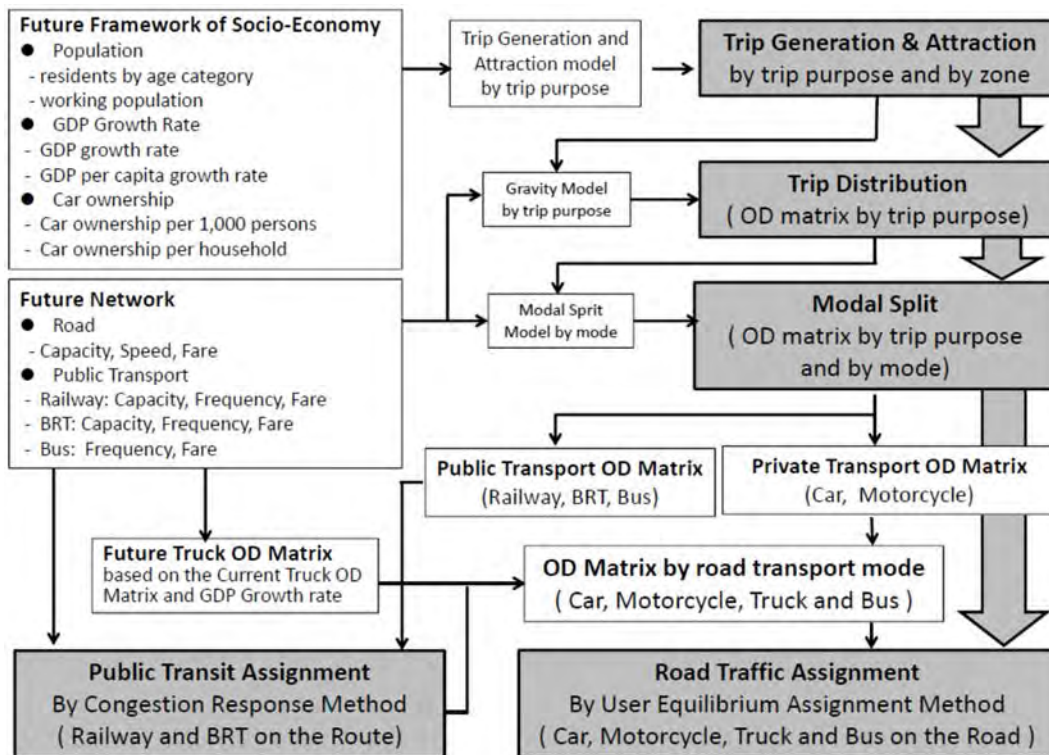 Future Framework of Socio-Economy
● Population
- residents by age category
- working population
● GDP Growth Rate
- GDP growth rate
- GDP per capita growth rate
● Car ownership
- Car ownership per 1,000 persons
- Car ownership per household
Trip Generation and
Attraction model
by trip purpose
Trip Generation & Attraction
by trip purpose and by zone
Gravity Model
by trip purpose
Trip Distribution
( OD matrix by trip purpose)
Future Network
● Road
- Capacity, Speed, Fare
● Public Transport
- Railway: Capacity, Frequency, Fare
- BRT: Capacity, Frequency, Fare
- Bus: Frequency, Fare
Modal Sprit
Model by mode
Modal Split
( OD matrix by trip purpose
and by mode)
Public Transport OD Matrix
(Railway, BRT, Bus)
Private Transport OD Matrix
(Car, Motorcycle)
Future Truck OD Matrix
based on the Current Truck OD
Matrix and GDP Growth rate
OD Matrix by road transport mode
( Car, Motorcycle, Truck and Bus )
Public Transit Assignment
By Congestion Response Method
( Railway and BRT on the Route)
Road Traffic Assignment
By User Equilibrium Assignment Method
( Car, Motorcycle, Truck and Bus on the Road )